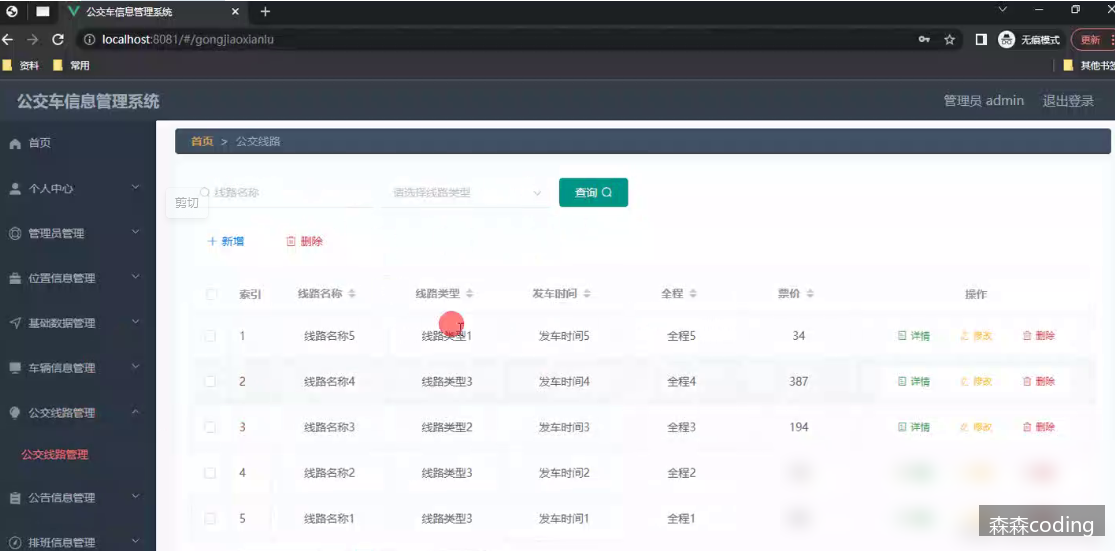 公交车信息管理系统
localhost:8081/#/gongjiaoxianlu
无痕模式
更新
资料
常用
其他书签
公交车信息管理系统
管理员 admin
退出登录
首页
首页 > 公交线路
个人中心
线路名称
请选择线路类型
查询
剪切
管理员管理
新增
删除
位置信息管理
索引 线路名称 线路类型 发车时间 全程 票价 操作
基础数据管理
1 线路名称5 线路类型1 发车时间5 全程5 34 详情 修改 删除
车辆信息管理
2 线路名称4 线路类型3 发车时间4 全程4 387 详情 修改 删除
公交线路管理
3 线路名称3 线路类型2 发车时间3 全程3 194 详情 修改 删除
公交线路管理
4 线路名称2 线路类型3 发车时间2 全程2
公告信息管理
5 线路名称1 线路类型3 发车时间1 全程1
排班信息管理
森森coding